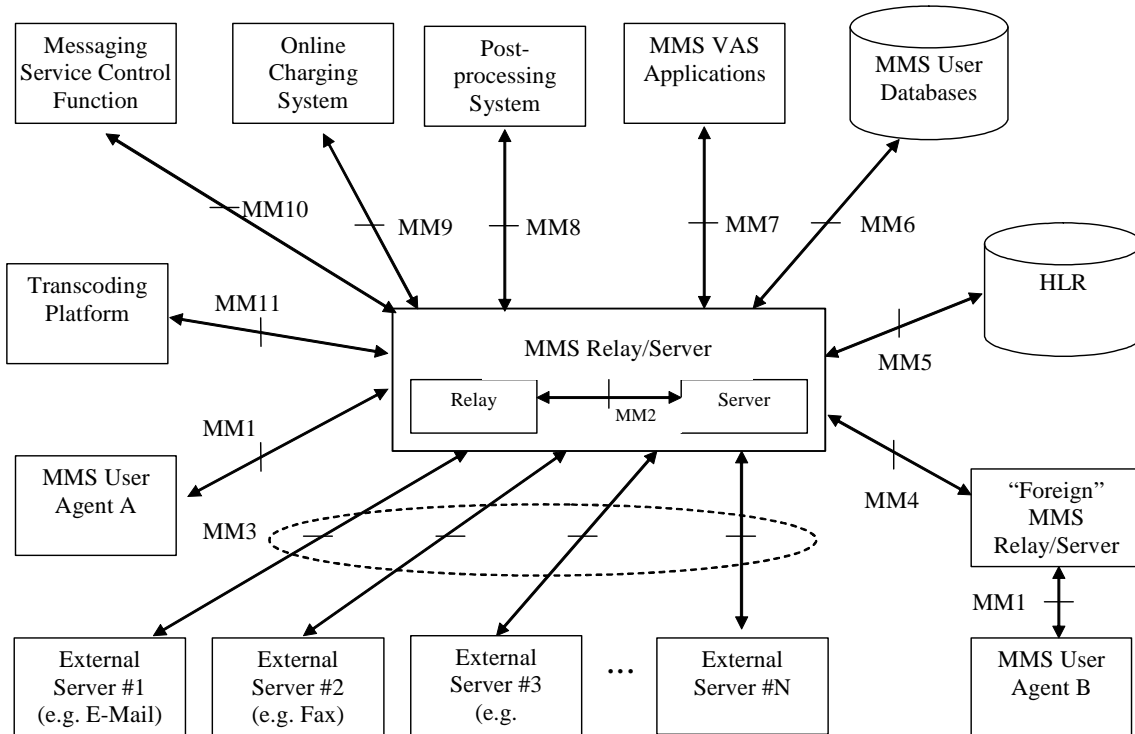 Messaging
Service Control
Function
Online
Charging
System
Post-
processing
System
MMS VAS
Applications
MMS User
Databases
MM10
MM9
MM8
MM7
MM6
Transcoding
Platform
MM11
HLR
MM5
MMS Relay/Server
Relay
MM2
Server
MM1
MMS User
Agent A
MM3
MM4
“Foreign”
MMS
Relay/Server
MM1
External
Server #1
(e.g. E-Mail)
External
Server #2
(e.g. Fax)
External
Server #3
(e.g.
...
External
Server #N
MMS User
Agent B